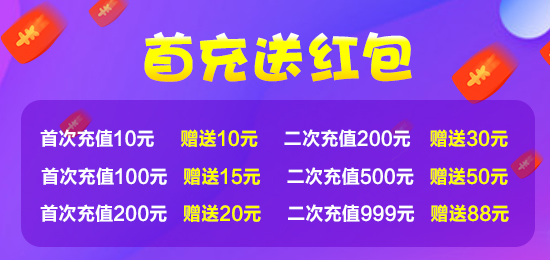 首充送红包
首次充值10元 赠送10元 二次充值200元 赠送30元
首次充值100元 赠送15元 二次充值500元 赠送50元
首次充值200元 赠送20元 二次充值999元 赠送88元